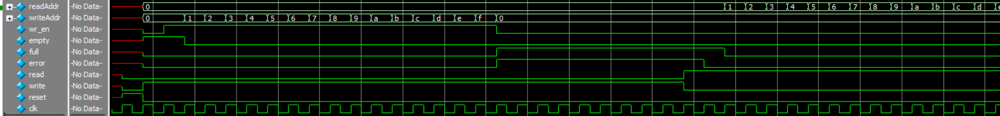 readAddr -No Data- 0 1 2 3 4 5 6 7 8 9 a b c d e
writeAddr -No Data- 0 1 2 3 4 5 6 7 8 9 a b c d e f 0
wr_en -No Data-
empty -No Data-
full -No Data-
error -No Data-
read -No Data-
write -No Data-
reset -No Data-
clk -No Data-